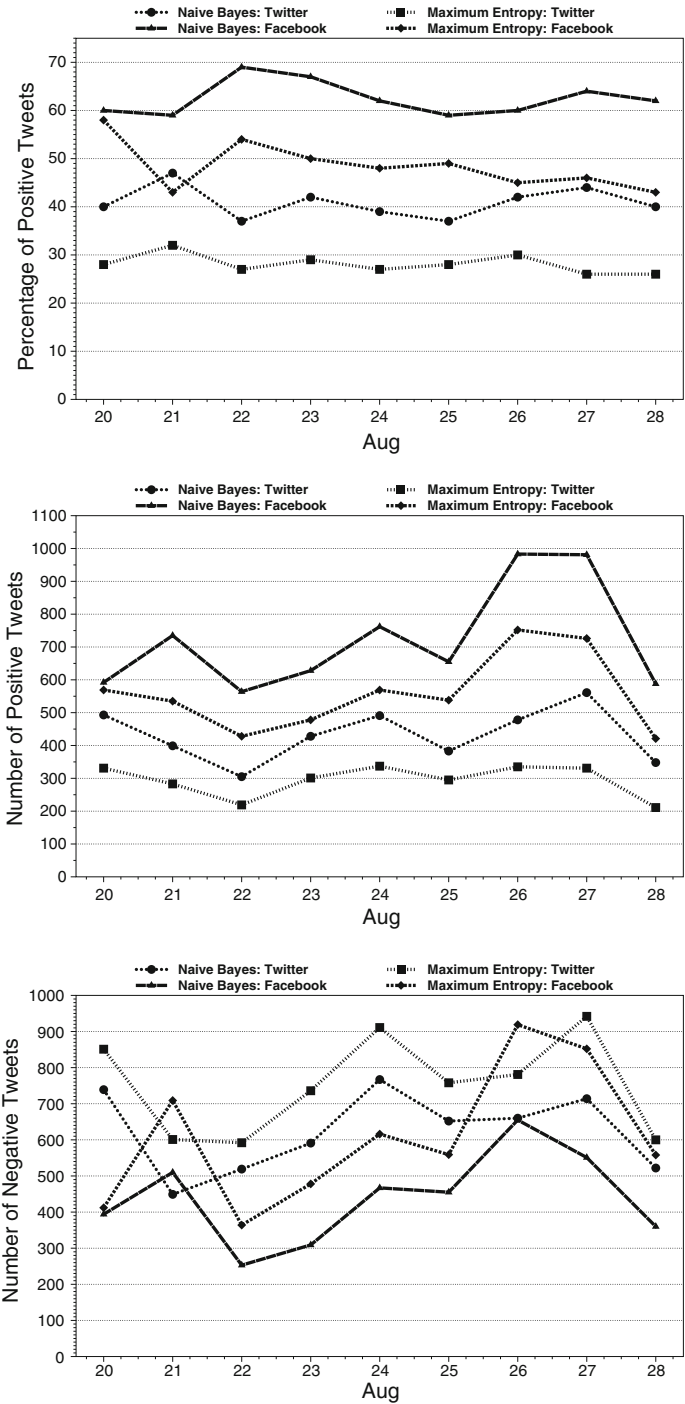 Naive Bayes: Twitter Maximum Entropy: Twitter
Naive Bayes: Facebook Maximum Entropy: Facebook
Percentage of Positive Tweets
70
60
50
40
30
20
10
0
20 21 22 23 24 25 26 27 28
Aug
Naive Bayes: Twitter Maximum Entropy: Twitter
Naive Bayes: Facebook Maximum Entropy: Facebook
Number of Positive Tweets
1100
1000
900
800
700
600
500
400
300
200
100
0
20 21 22 23 24 25 26 27 28
Aug
Naive Bayes: Twitter Maximum Entropy: Twitter
Naive Bayes: Facebook Maximum Entropy: Facebook
Number of Negative Tweets
1000
900
800
700
600
500
400
300
200
100
0
20 21 22 23 24 25 26 27 28
Aug